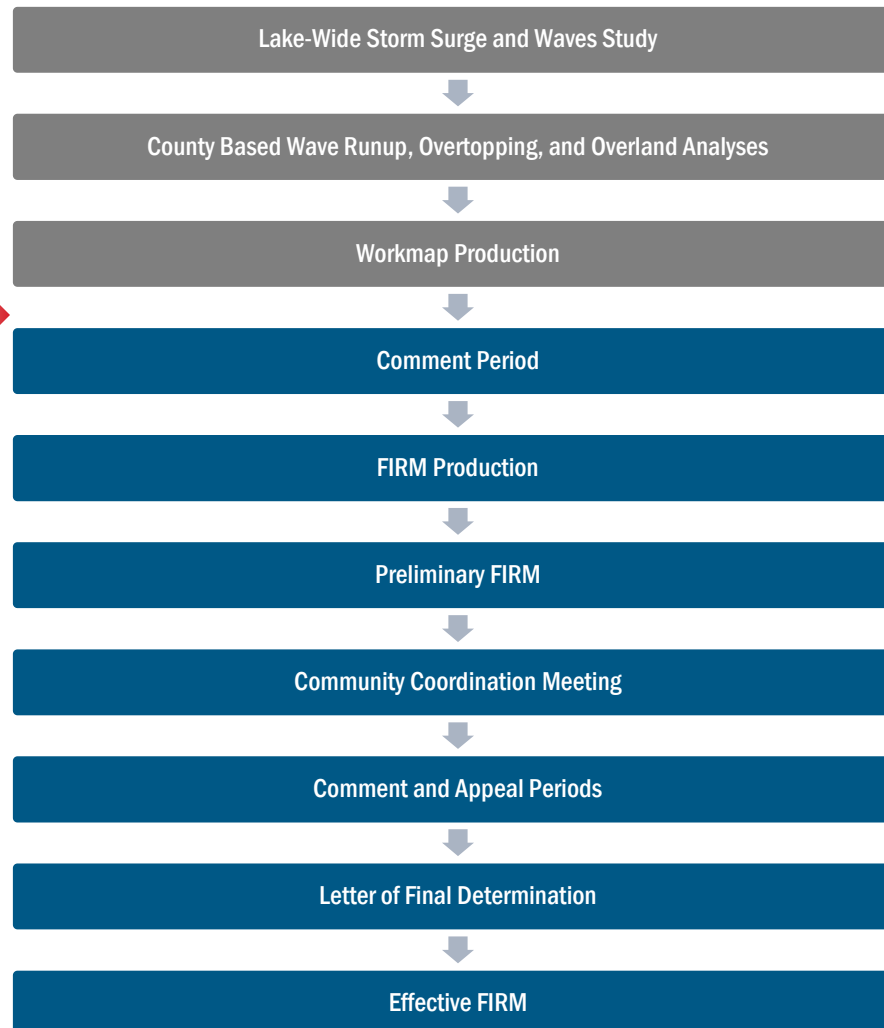 Lake-Wide Storm Surge and Waves Study
County Based Wave Runup, Overtopping, and Overland Analyses
Workmap Production
Comment Period
FIRM Production
Preliminary FIRM
Community Coordination Meeting
Comment and Appeal Periods
Letter of Final Determination
Effective FIRM